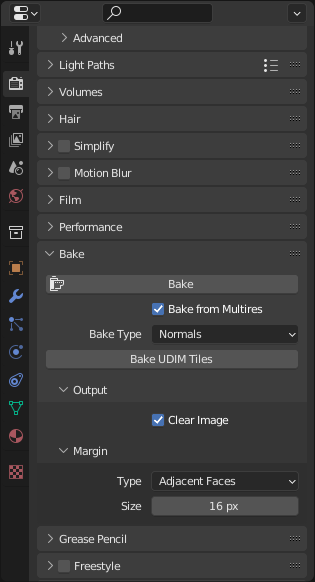 Advanced
Light Paths
Volumes
Hair
Simplify
Motion Blur
Film
Performance
Bake
Bake
Bake from Multires
Bake Type Normals
Bake UDIM Tiles
Output
Clear Image
Margin
Type Adjacent Faces
Size 16 px
Grease Pencil
Freestyle